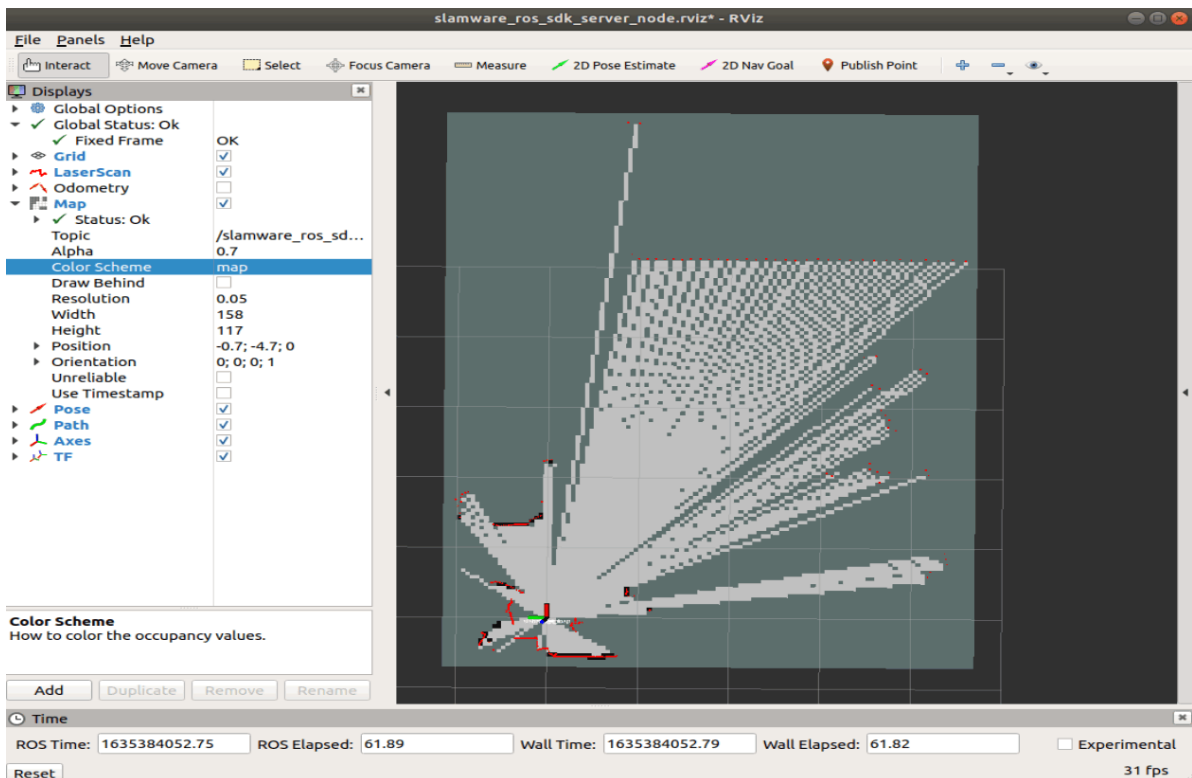 slamware_ros_sdk_server_node.rviz* - RViz
File Panels Help
Interact Move Camera Select Focus Camera Measure 2D Pose Estimate 2D Nav Goal Publish Point
Displays
Global Options
Global Status: Ok
Fixed Frame OK
Grid
LaserScan
Odometry
Map
Status: Ok
Topic /slamware_ros_sd...
Alpha 0.7
Color Scheme map
Draw Behind
Resolution 0.05
Width 158
Height 117
Position -0.7; -4.7; 0
Orientation 0; 0; 0; 1
Unreliable
Use Timestamp
Pose
Path
Axes
TF
Color Scheme
How to color the occupancy values.
Add Duplicate Remove Rename
Time
ROS Time: 1635384052.75 ROS Elapsed: 61.89 Wall Time: 1635384052.79 Wall Elapsed: 61.82 Experimental
Reset 31 fps